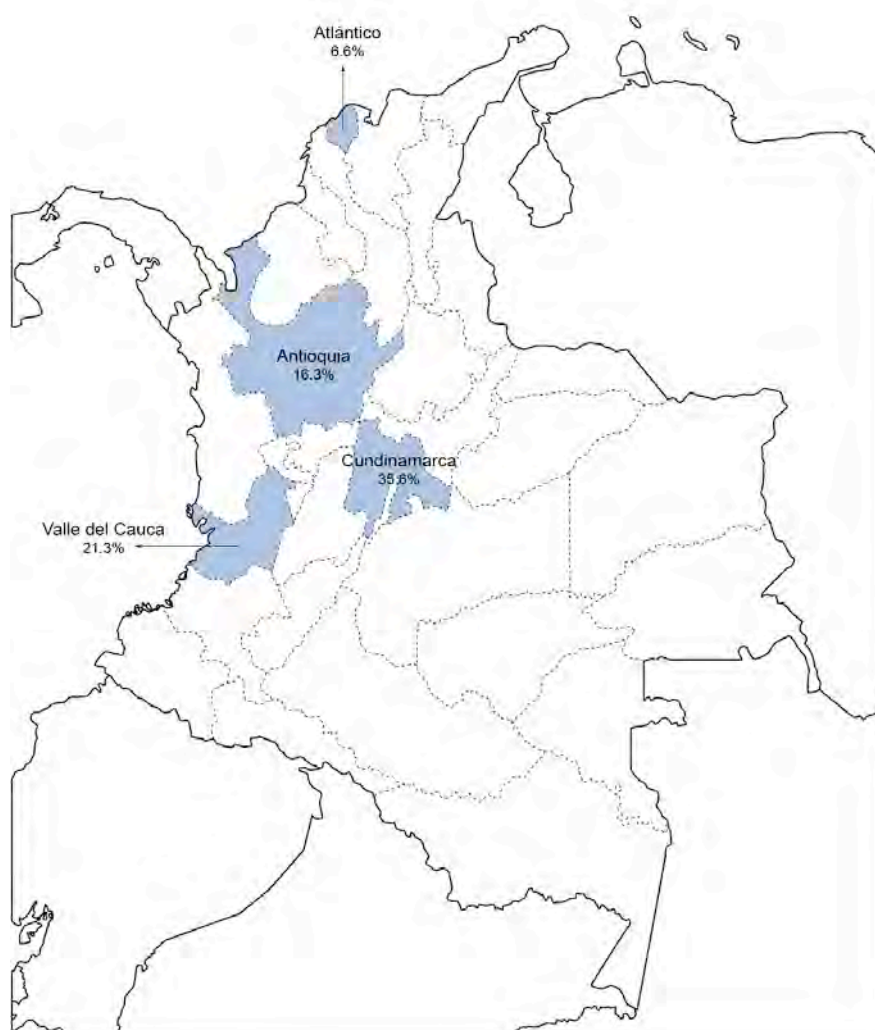 Atlántico
6.6%
Antioquia
16.3%
Cundinamarca
35.6%
Valle del Cauca
21.3%